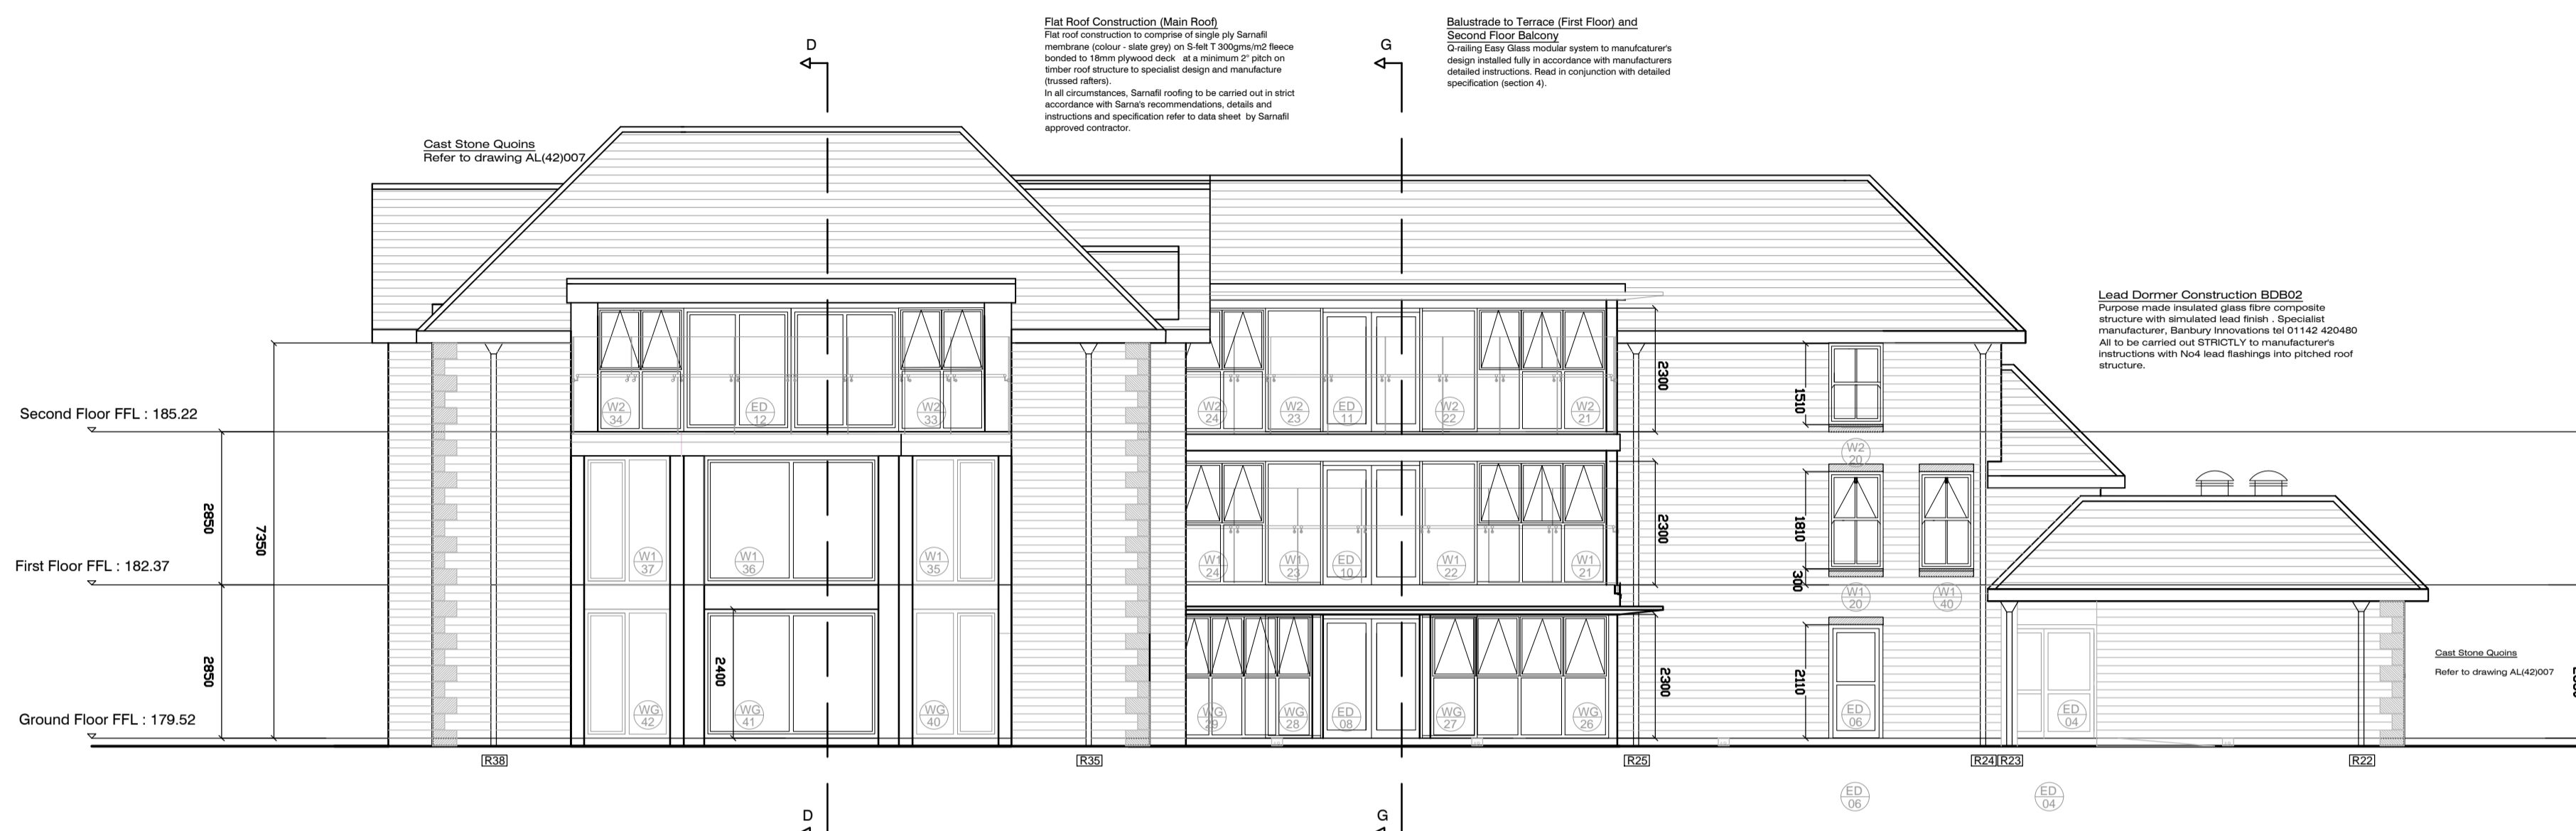 D
G
Flat Roof Construction (Main Roof)
Flat roof construction to comprise of single ply Sarnafil
membrane (colour - slate grey) on S-felt T 300gms/m2 fleece
bonded to 18mm plywood deck at a minimum 2° pitch on
timber roof structure to specialist design and manufacture
(trussed rafters).
In all circumstances, Sarnafil roofing to be carried out in strict
accordance with Sarna's recommendations, details and
instructions and specification refer to data sheet by Sarnafil
approved contractor.
Balustrade to Terrace (First Floor) and
Second Floor Balcony
Q-railing Easy Glass modular system to manufcaturer's
design installed fully in accordance with manufacturers
detailed instructions. Read in conjunction with detailed
specification (section 4).
Cast Stone Quoins
Refer to drawing AL(42)007
Lead Dormer Construction BDB02
Purpose made insulated glass fibre composite
structure with simulated lead finish . Specialist
manufacturer, Banbury Innovations tel 01142 420480
All to be carried out STRICTLY to manufacturer's
instructions with No4 lead flashings into pitched roof
structure.
Second Floor FFL : 185.22
First Floor FFL : 182.37
Ground Floor FFL : 179.52
2850
2850
7350
2400
W2
34
ED
12
W2
33
W2
24
W2
23
ED
11
W2
22
W2
21
2300
1510
W2
20
W1
37
W1
36
W1
35
W1
24
W1
23
ED
10
W1
22
W1
21
2300
1810
300
W1
20
W1
40
WG
42
WG
41
WG
40
WG
29
WG
28
ED
08
WG
27
WG
26
2300
2110
ED
06
ED
04
Cast Stone Quoins
Refer to drawing AL(42)007
R38
R35
R25
R24
R23
R22
ED
06
ED
04
D
G